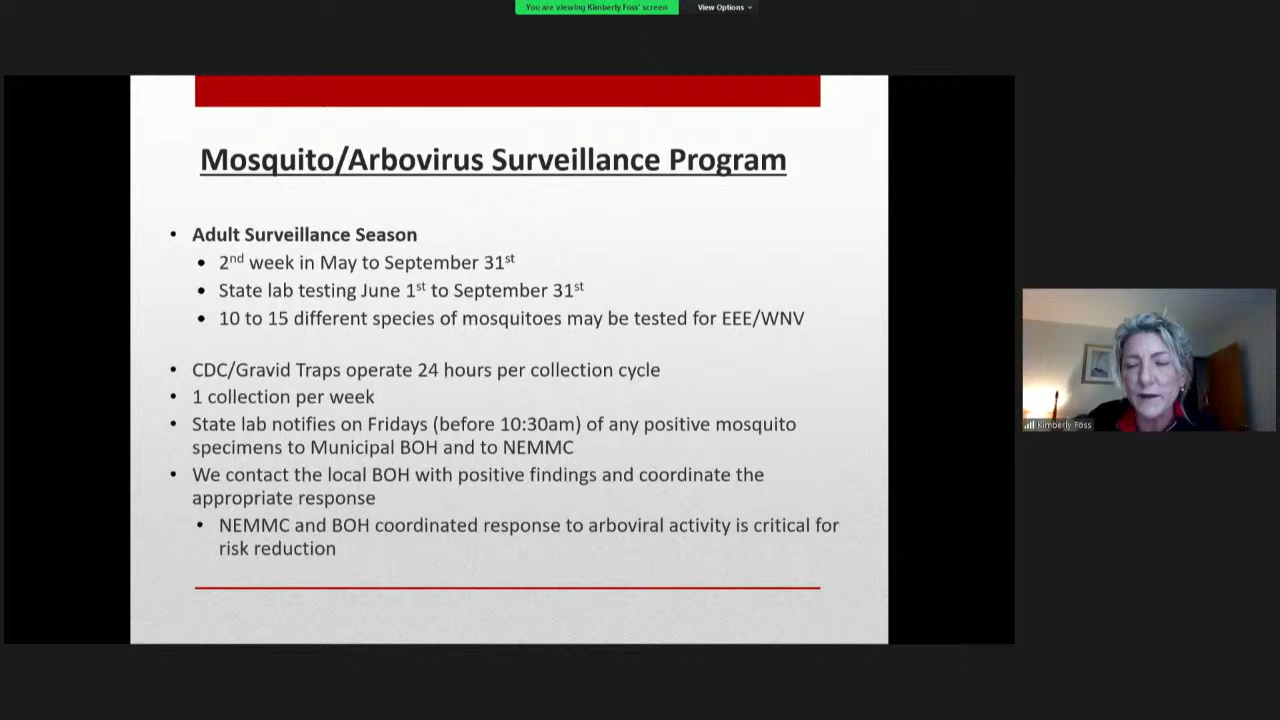 You are viewing Kimberly Foss' screen
View Options
Mosquito/Arbovirus Surveillance Program
• Adult Surveillance Season
• 2nd week in May to September 31st
• State lab testing June 1st to September 31st
• 10 to 15 different species of mosquitoes may be tested for EEE/WNV
• CDC/Gravid Traps operate 24 hours per collection cycle
• 1 collection per week
• State lab notifies on Fridays (before 10:30am) of any positive mosquito
specimens to Municipal BOH and to NEMMC
• We contact the local BOH with positive findings and coordinate the
appropriate response
• NEMMC and BOH coordinated response to arboviral activity is critical for
risk reduction
Kimberly Foss